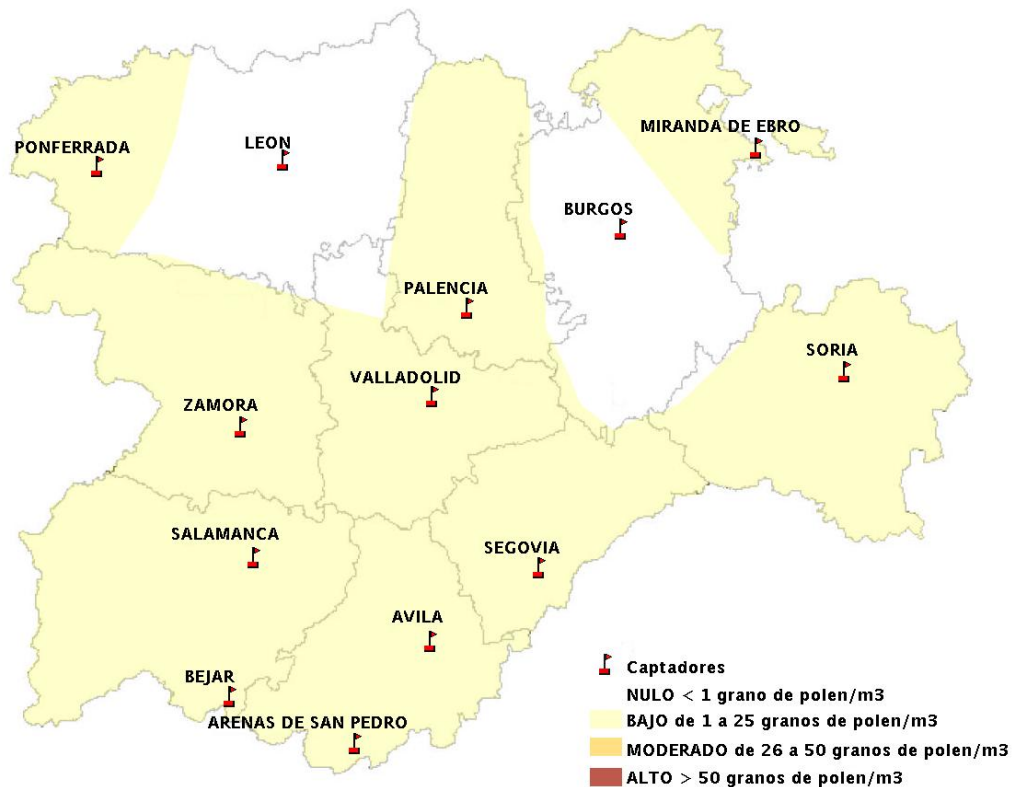 MIRANDA DE EBRO
PONFERRADA
LEON
BURGOS
PALENCIA
SORIA
VALLADOLID
ZAMORA
SALAMANCA
SEGOVIA
AVILA
BEJAR
ARENAS DE SAN PEDRO
Captadores
NULO < 1 grano de polen/m3
BAJO de 1 a 25 granos de polen/m3
MODERADO de 26 a 50 granos de polen/m3
ALTO > 50 granos de polen/m3